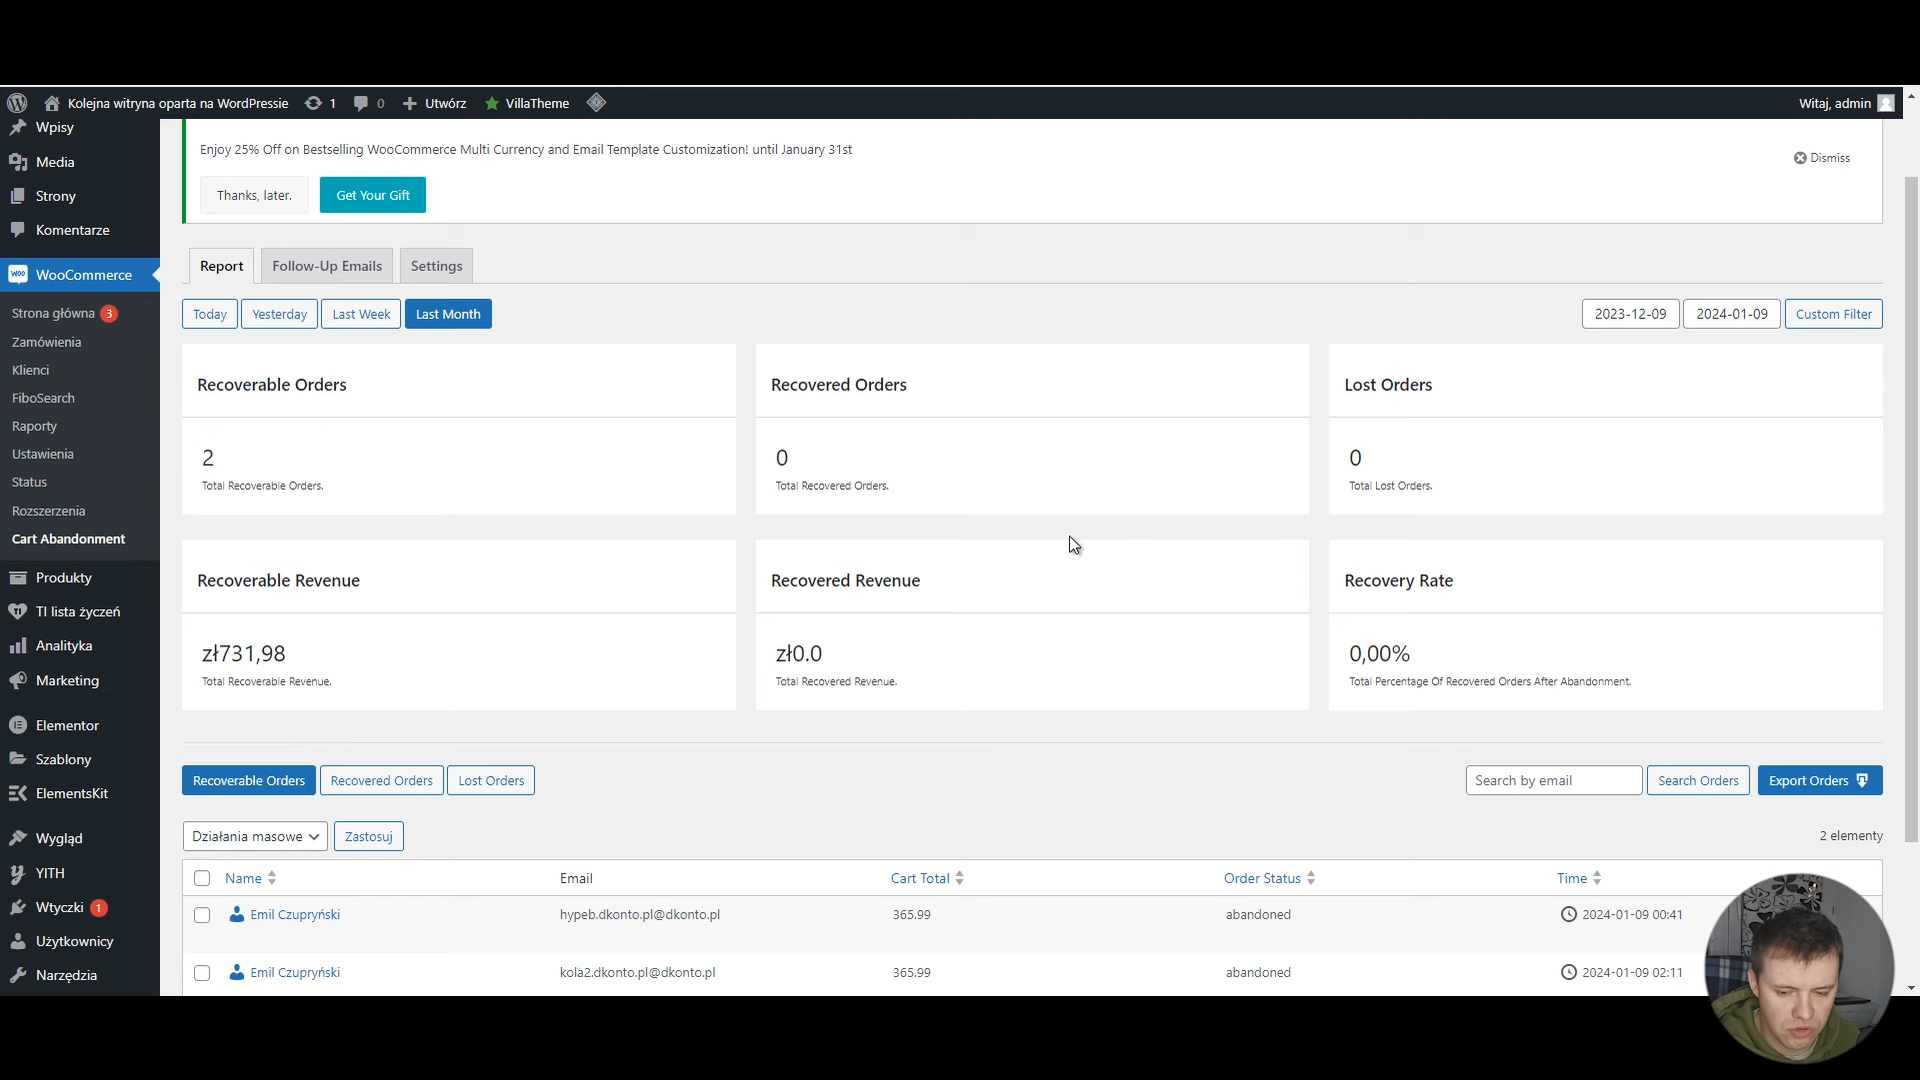 Kolejna witryna oparta na WordPressie 1 0 Utwórz VillaTheme Witaj, admin
Wpisy
Media
Strony
Komentarze
WooCommerce
Strona główna 3
Zamówienia
Klienci
FiboSearch
Raporty
Ustawienia
Status
Rozszerzenia
Cart Abandonment
Produkty
TI lista życzeń
Analityka
Marketing
Elementor
Szablony
ElementsKit
Wygląd
YITH
Wtyczki 1
Użytkownicy
Narzędzia
Enjoy 25% Off on Bestselling WooCommerce Multi Currency and Email Template Customization! until January 31st
Dismiss
Thanks, later. Get Your Gift
Report Follow-Up Emails Settings
Today Yesterday Last Week Last Month 2023-12-09 2024-01-09 Custom Filter
Recoverable Orders Recovered Orders Lost Orders
2 0 0
Total Recoverable Orders. Total Recovered Orders. Total Lost Orders.
Recoverable Revenue Recovered Revenue Recovery Rate
zł731,98 zł0.0 0,00%
Total Recoverable Revenue. Total Recovered Revenue. Total Percentage Of Recovered Orders After Abandonment.
Recoverable Orders Recovered Orders Lost Orders Search by email Search Orders Export Orders
Działania masowe Zastosuj 2 elementy
Name Email Cart Total Order Status Time
Emil Czupryński hypeb.dkonto.pl@dkonto.pl 365.99 abandoned 2024-01-09 00:41
Emil Czupryński kola2.dkonto.pl@dkonto.pl 365.99 abandoned 2024-01-09 02:11